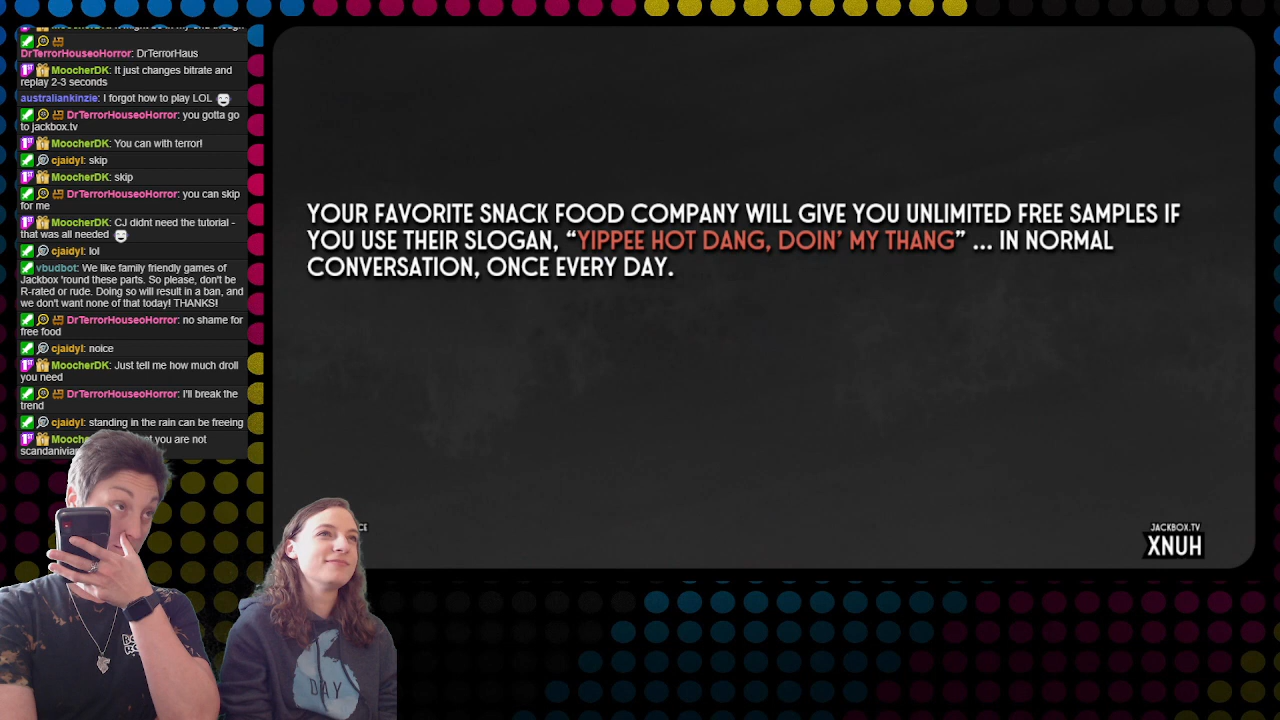 DrTerrorHouseoHorror: DrTerrorHaus
MoocherDK: It just changes bitrate and
replay 2-3 seconds
australiankinzie: I forgot how to play LOL
DrTerrorHouseoHorror: you gotta go
to jackbox.tv
MoocherDK: You can with terror!
cjaidyl: skip
MoocherDK: skip
DrTerrorHouseoHorror: you can skip
for me
MoocherDK: CJ didnt need the tutorial -
that was all needed
cjaidyl: lol
vbudbot: We like family friendly games of
Jackbox 'round these parts. So please, don't be
R-rated or rude. Doing so will result in a ban, and
we don't want none of that today! THANKS!
DrTerrorHouseoHorror: no shame for
free food
cjaidyl: noice
MoocherDK: Just tell me how much droll
you need
DrTerrorHouseoHorror: I'll break the
trend
cjaidyl: standing in the rain can be freeing
you are not
YOUR FAVORITE SNACK FOOD COMPANY WILL GIVE YOU UNLIMITED FREE SAMPLES IF
YOU USE THEIR SLOGAN, “YIPPEE HOT DANG, DOIN’ MY THANG” ... IN NORMAL
CONVERSATION, ONCE EVERY DAY.
JACKBOX.TV
XNUH
DAY